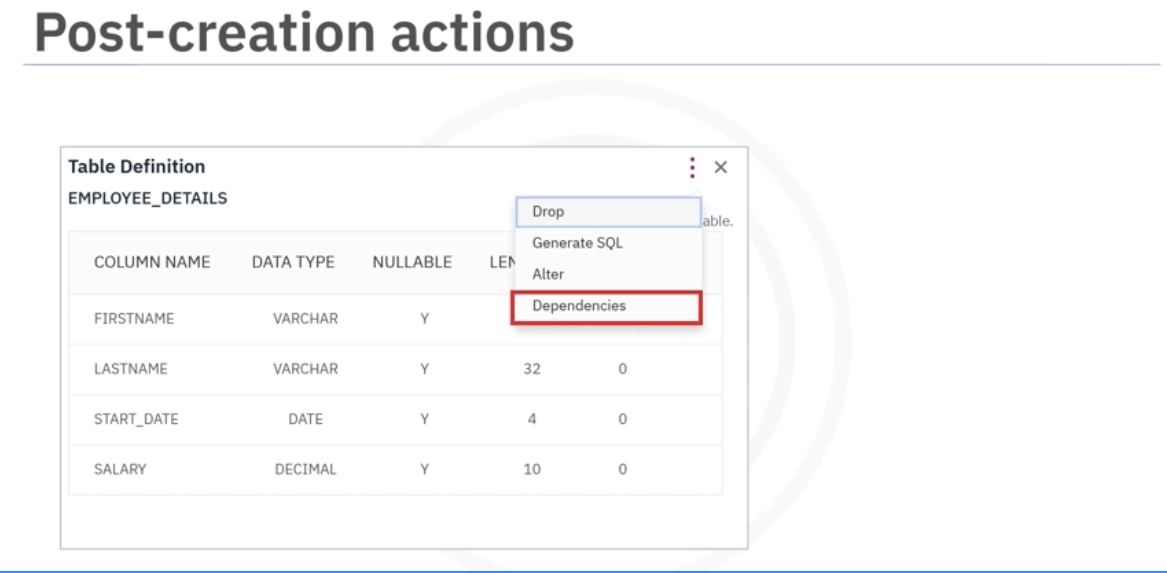 Post-creation actions
Table Definition
EMPLOYEE_DETAILS
Drop
able.
Generate SQL
Alter
Dependencies
COLUMN NAME DATA TYPE NULLABLE LEN
FIRSTNAME VARCHAR Y
LASTNAME VARCHAR Y 32 0
START_DATE DATE Y 4 0
SALARY DECIMAL Y 10 0